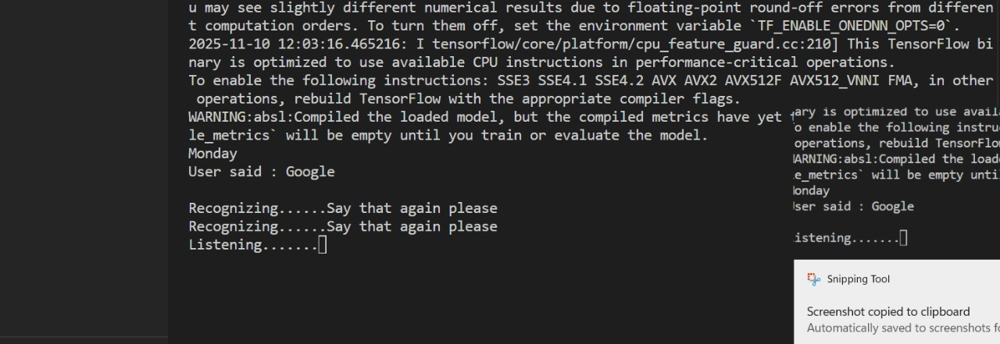 u may see slightly different numerical results due to floating-point round-off errors from differen
t computation orders. To turn them off, set the environment variable `TF_ENABLE_ONEDNN_OPTS=0`.
2025-11-10 12:03:16.465216: I tensorflow/core/platform/cpu_feature_guard.cc:210] This TensorFlow bi
nary is optimized to use available CPU instructions in performance-critical operations.
To enable the following instructions: SSE3 SSE4.1 SSE4.2 AVX AVX2 AVX512F AVX512_VNNI FMA, in other
 operations, rebuild TensorFlow with the appropriate compiler flags.
WARNING:absl:Compiled the loaded model, but the compiled metrics have yet
le_metrics` will be empty until you train or evaluate the model.
Monday
User said : Google
Recognizing......Say that again please
Recognizing......Say that again please
Listening.......
ary is optimized to use
o enable the following
operations, rebuild
ARNING:absl:Compiled the
e_metrics` will be empty
onday
ser said : Google
istening.......
Snipping Tool
Screenshot copied to clipboard
Automatically saved to screenshots